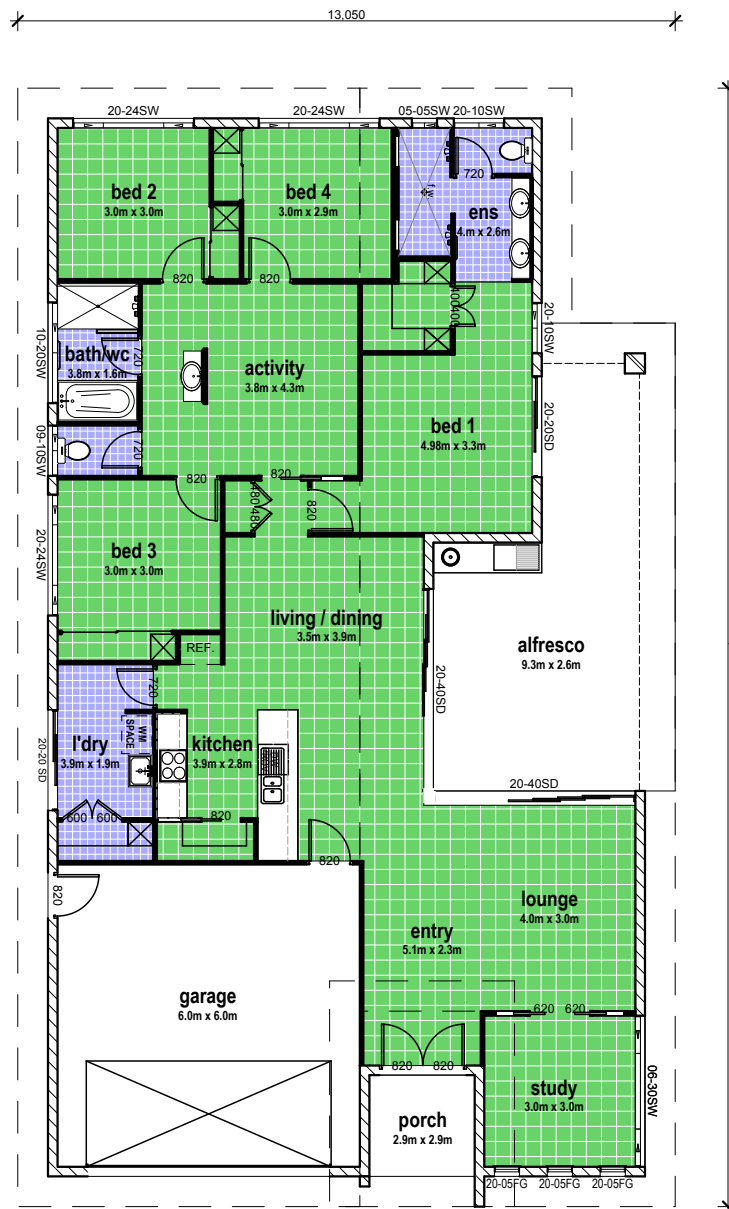 13,050
20-24SW
20-24SW
05-05SW
20-10SW
bed 2
3.0m x 3.0m
bed 4
3.0m x 2.9m
720
ens
4.m x 2.6m
f.w
820
820
400
400
20-10SW
10-20SW
bath/wc
3.8m x 1.6m
720
activity
3.8m x 4.3m
bed 1
4.98m x 3.3m
20-20SD
09-10SW
720
820
820
480
480
820
20-24SW
bed 3
3.0m x 3.0m
living / dining
3.5m x 3.9m
REF.
alfresco
9.3m x 2.6m
720
20-40SD
WM
SPACE
l'dry
3.9m x 1.9m
kitchen
3.9m x 2.8m
20-20 SD
20-40SD
600
600
820
820
820
lounge
4.0m x 3.0m
entry
5.1m x 2.3m
garage
6.0m x 6.0m
620
620
820
820
study
3.0m x 3.0m
06-30SW
porch
2.9m x 2.9m
20-05FG
20-05FG
20-05FG